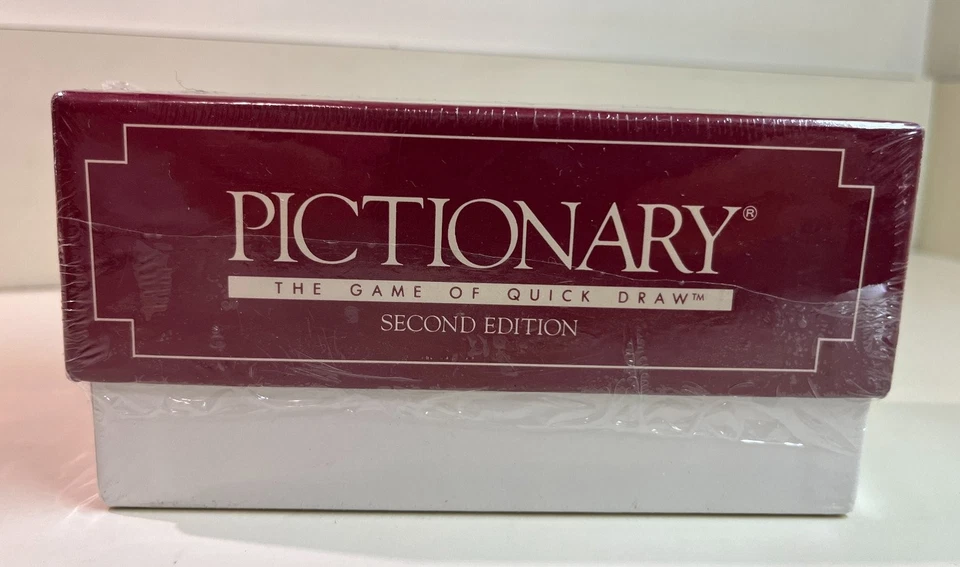 PICTIONARY®
THE GAME OF QUICK DRAW™
SECOND EDITION